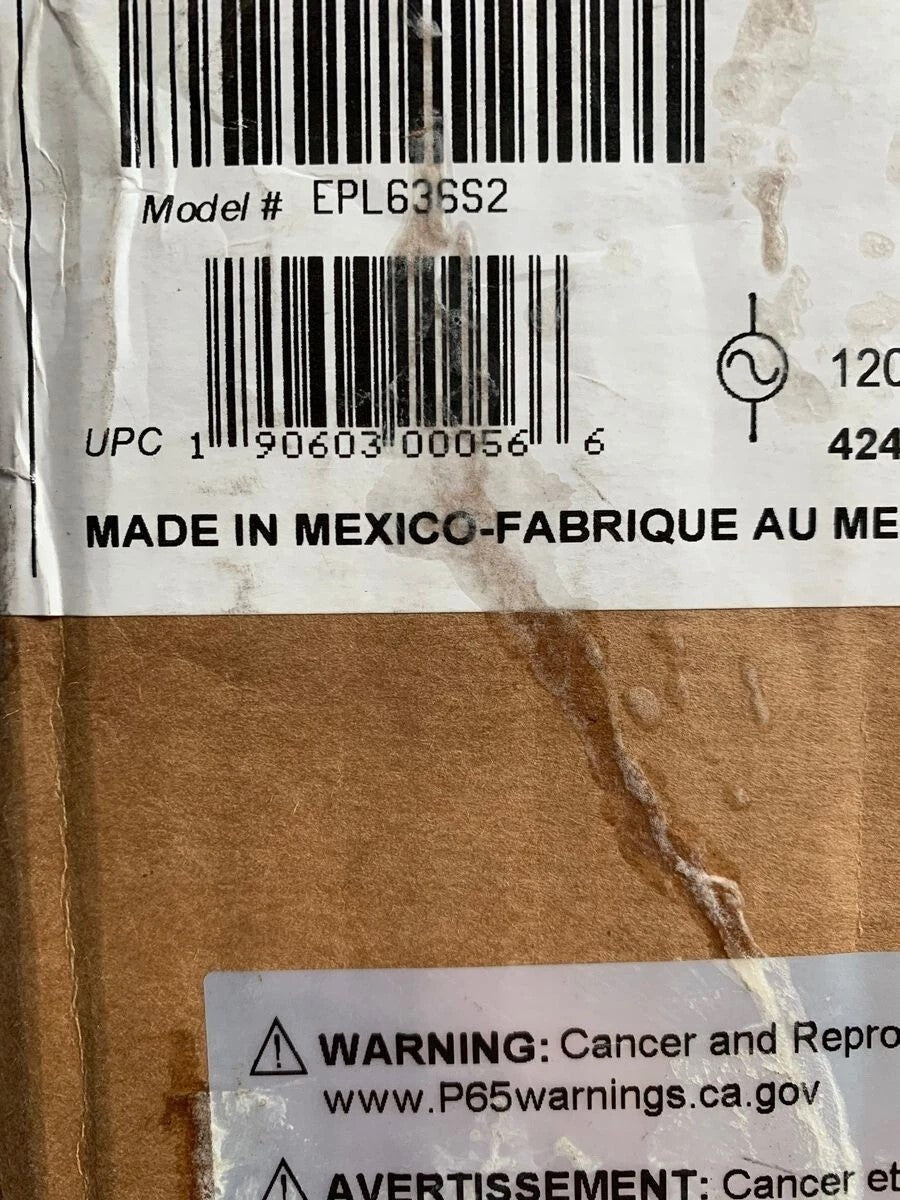 Model # EPL636S2
UPC 1 90603 00056 6
120
424
MADE IN MEXICO-FABRIQUE AU ME
WARNING: Cancer and Repro
www.P65warnings.ca.gov
AVERTISSEMENT: Cancer et